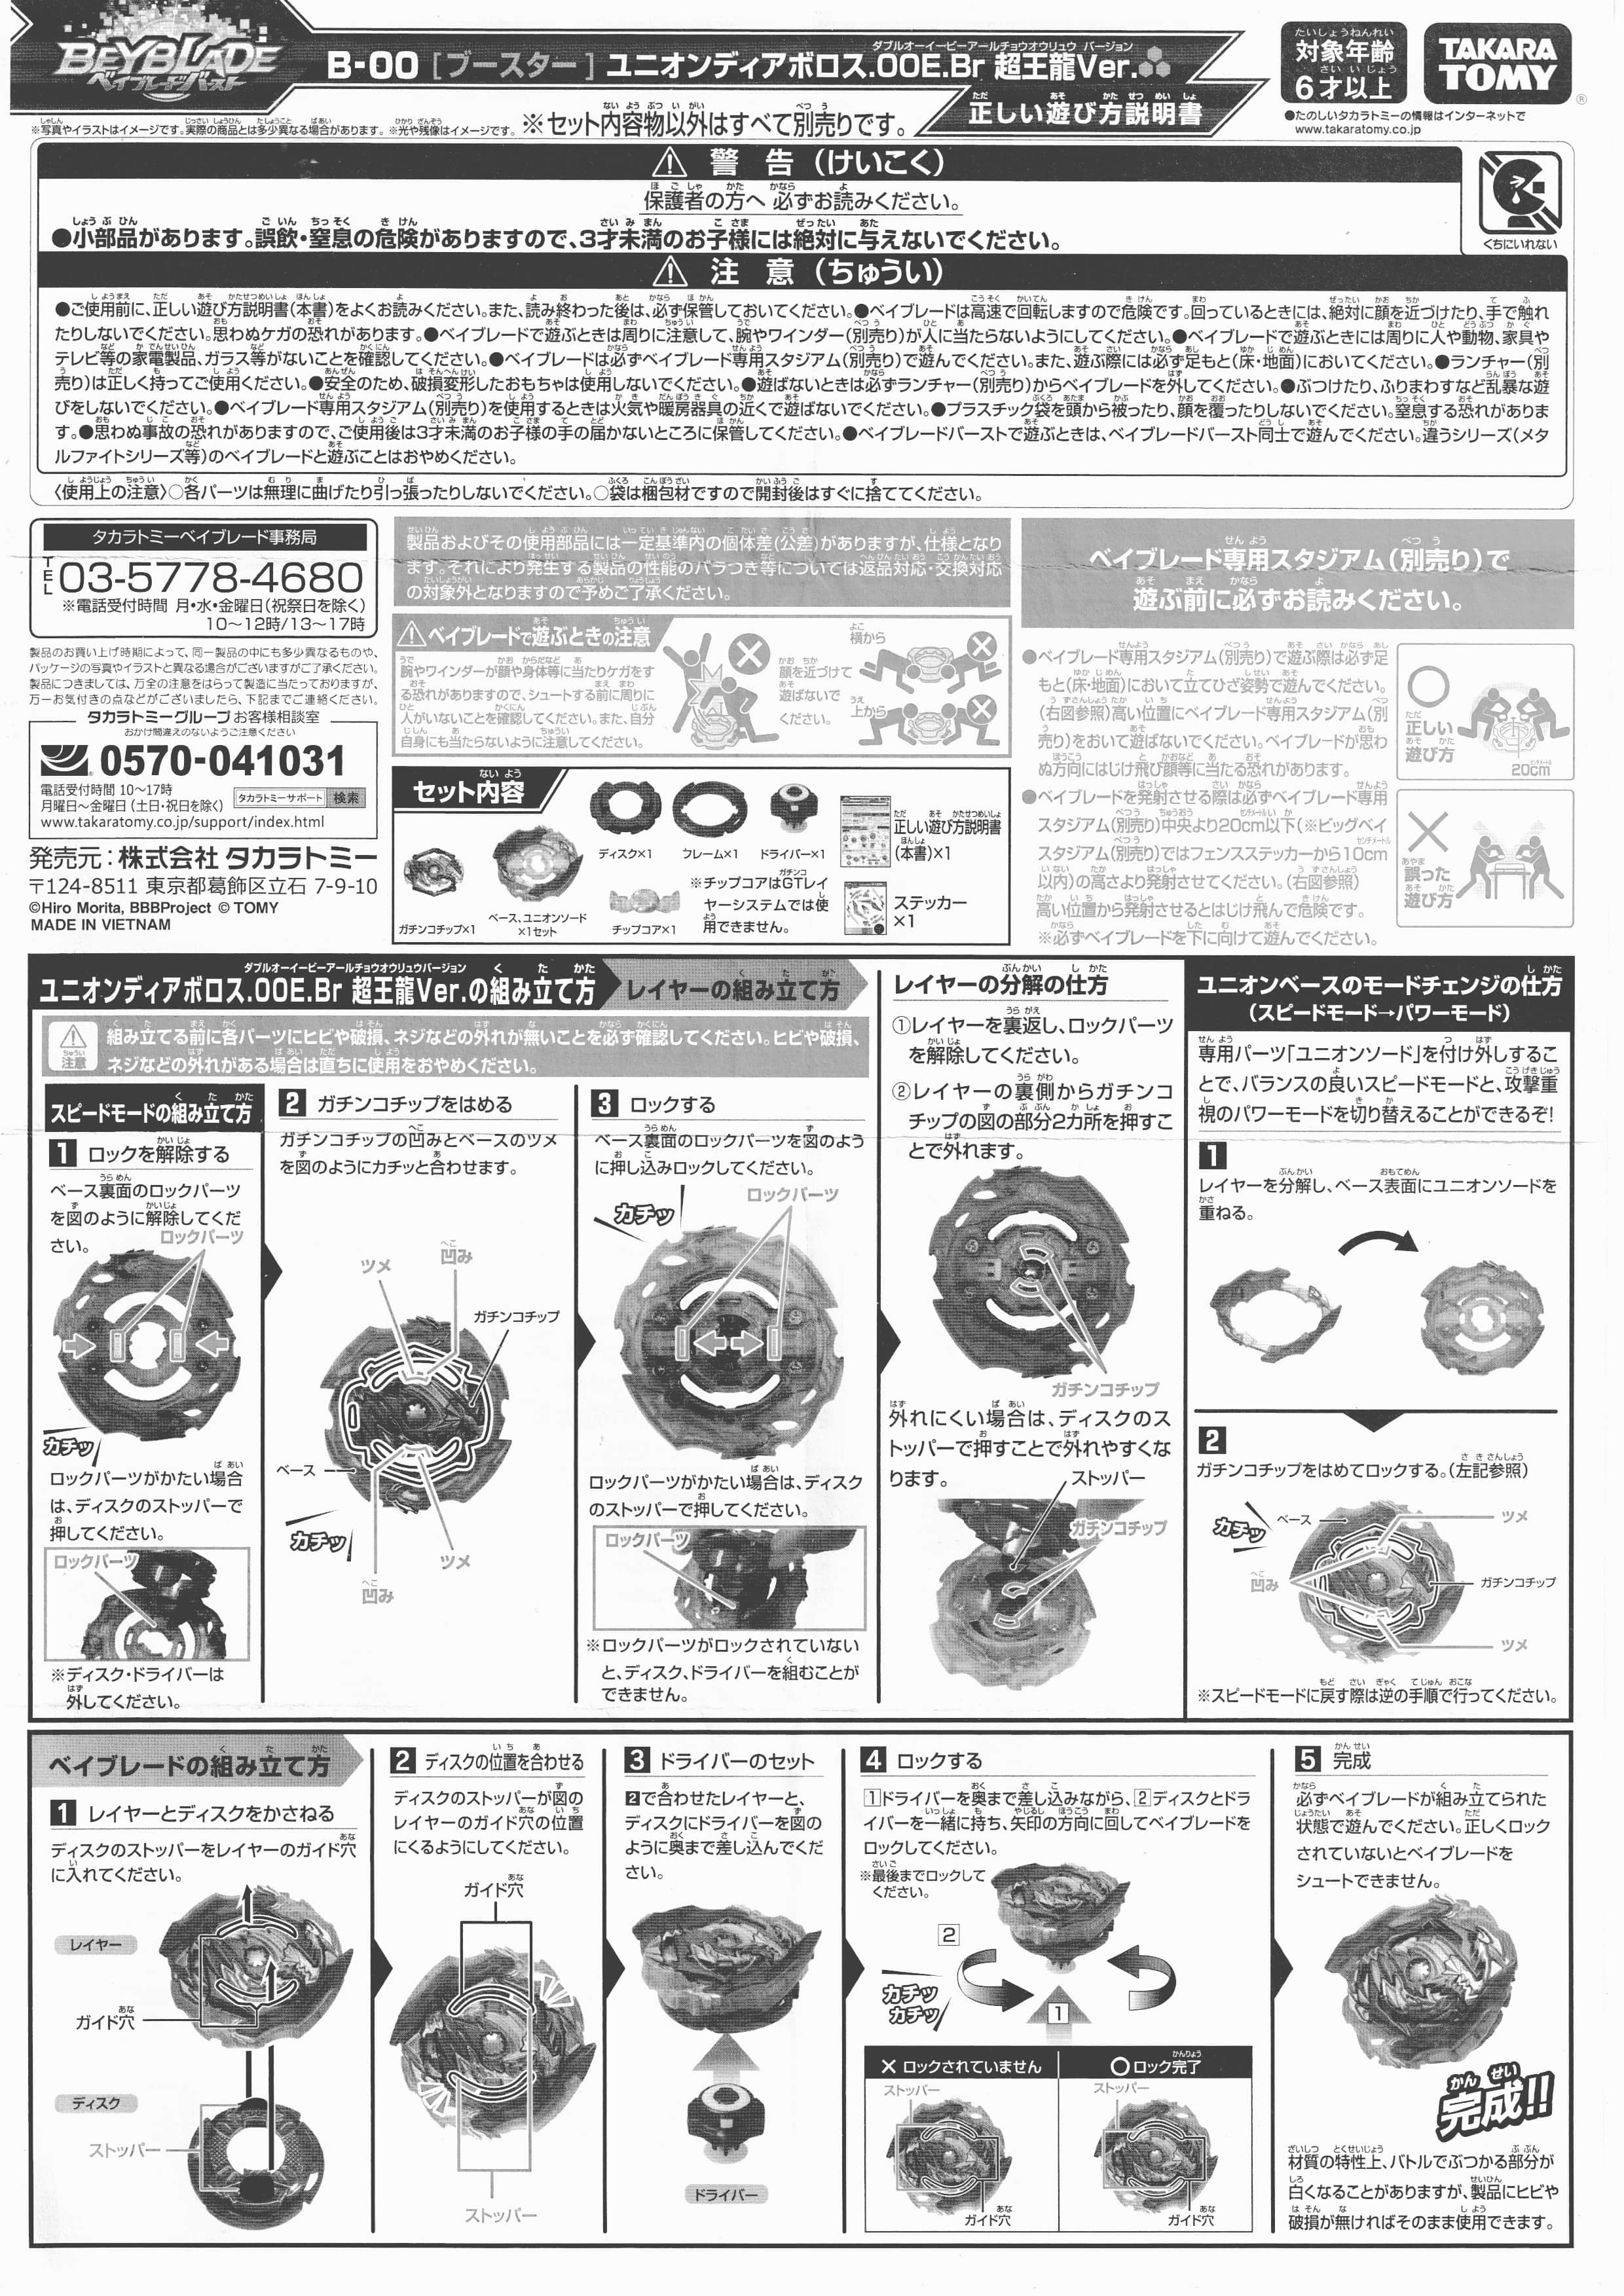 BEYBLADE
ベイブレードバースト
B-00 [ブースター] ユニオンディアボロス.00E.Br 超王龍Ver.
ダブルオーイービーアールチョウオウリュウ バージョン
正しい遊び方説明書
対象年齢
6才以上
TAKARA
TOMY
●たのしいタカラトミーの情報はインターネットで
www.takaratomy.co.jp
※写真やイラストはイメージです。実際の商品とは多少異なる場合があります。※光や残像はイメージです。
※セット内容物以外はすべて別売りです。
⚠ 警 告(けいこく)
保護者の方へ 必ずお読みください。
●小部品があります。誤飲・窒息の危険がありますので、3才未満のお子様には絶対に与えないでください。
くちにいれない
⚠ 注 意(ちゅうい)
●ご使用前に、正しい遊び方説明書(本書)をよくお読みください。また、読み終わった後は、必ず保管しておいてください。●ベイブレードは高速で回転しますので危険です。回っているときには、絶対に顔を近づけたり、手で触れ
たりしないでください。思わぬケガの恐れがあります。●ベイブレードで遊ぶときは周りに注意して、腕やワインダー(別売り)が人に当たらないようにしてください。●ベイブレードで遊ぶときには周りに人や動物、家具や
テレビ等の家電製品、ガラス等がないことを確認してください。●ベイブレードは必ずベイブレード専用スタジアム(別売り)で遊んでください。また、遊ぶ際には必ず足もと(床・地面)においてください。●ランチャー(別
売り)は正しく持ってご使用ください。●安全のため、破損変形したおもちゃは使用しないでください。●遊ばないときは必ずランチャー(別売り)からベイブレードを外してください。●ぶつけたり、ふりまわすなど乱暴な遊
びをしないでください。●ベイブレード専用スタジアム(別売り)を使用するときは火気や暖房器具の近くで遊ばないでください。●プラスチック袋を頭から被ったり、顔を覆ったりしないでください。窒息する恐れがありま
す。●思わぬ事故の恐れがありますので、ご使用後は3才未満のお子様の手の届かないところに保管してください。●ベイブレードバーストで遊ぶときは、ベイブレードバースト同士で遊んでください。違うシリーズ(メタ
ルファイトシリーズ等)のベイブレードと遊ぶことはおやめください。
〈使用上の注意〉○各パーツは無理に曲げたり引っ張ったりしないでください。○袋は梱包材ですので開封後はすぐに捨ててください。
タカラトミーベイブレード事務局
TEL 03-5778-4680
※電話受付時間 月・水・金曜日(祝祭日を除く)
10〜12時/13〜17時
製品のお買い上げ時期によって、同一製品の中にも多少異なるものや、
パッケージの写真やイラストと異なる場合がございますがご了承ください。
製品につきましては、万全の注意をはらって製造に当たっておりますが、
万一お気付きの点などがございましたら、下記までご連絡ください。
タカラトミーグループお客様相談室
おかけ間違えのないようご注意ください
0570-041031
電話受付時間 10〜17時
月曜日〜金曜日(土日・祝日を除く)
タカラトミーサポート 検索
www.takaratomy.co.jp/support/index.html
発売元:株式会社 タカラトミー
〒124-8511 東京都葛飾区立石 7-9-10
©Hiro Morita, BBBProject © TOMY
MADE IN VIETNAM
製品およびその使用部品には一定基準内の個体差(公差)がありますが、仕様となり
ます。それにより発生する製品の性能のバラつき等については返品対応・交換対応
の対象外となりますので予めご了承ください。
⚠ベイブレードで遊ぶときの注意
腕やワインダーが顔や身体等に当たりケガをす
る恐れがありますので、シュートする前に周りに
人がいないことを確認してください。また、自分
自身にも当たらないように注意してください。
顔を近づけて
遊ばないで
ください。
横から
上から
セット内容
ガチンコチップ×1
ベース、ユニオンソード
×1セット
ディスク×1
フレーム×1
ドライバー×1
チップコア×1
※チップコアはGTレイ
ヤーシステムでは使
用できません。
正しい遊び方説明書
(本書)×1
ステッカー
×1
ベイブレード専用スタジアム(別売り)で
遊ぶ前に必ずお読みください。
●ベイブレード専用スタジアム(別売り)で遊ぶ際は必ず足
もと(床・地面)において立てひざ姿勢で遊んでください。
(右図参照)高い位置にベイブレード専用スタジアム(別
売り)をおいて遊ばないでください。ベイブレードが思わ
ぬ方向にはじけ飛び顔等に当たる恐れがあります。
●ベイブレードを発射させる際は必ずベイブレード専用
スタジアム(別売り)中央より20cm以下(※ビッグベイ
スタジアム(別売り)ではフェンスステッカーから10cm
以内)の高さより発射させてください。(右図参照)
高い位置から発射させるとはじけ飛んで危険です。
※必ずベイブレードを下に向けて遊んでください。
正しい
遊び方
20cm
誤った
遊び方
ユニオンディアボロス.00E.Br 超王龍Ver.の組み立て方
レイヤーの組み立て方
⚠注意
組み立てる前に各パーツにヒビや破損、ネジなどの外れが無いことを必ず確認してください。ヒビや破損、
ネジなどの外れがある場合は直ちに使用をおやめください。
スピードモードの組み立て方
1 ロックを解除する
ベース裏面のロックパーツ
を図のように解除してくだ
さい。
ロックパーツ
カチッ
ロックパーツがかたい場合
は、ディスクのストッパーで
押してください。
ロックパーツ
※ディスク・ドライバーは
外してください。
2 ガチンコチップをはめる
ガチンコチップの凹みとベースのツメ
を図のようにカチッと合わせます。
ツメ
凹み
ガチンコチップ
ベース
カチッ
凹み
ツメ
3 ロックする
ベース裏面のロックパーツを図のよう
に押し込みロックしてください。
カチッ
ロックパーツ
ロックパーツがかたい場合は、ディスク
のストッパーで押してください。
ロックパーツ
※ロックパーツがロックされていない
と、ディスク、ドライバーを組むことが
できません。
レイヤーの分解の仕方
①レイヤーを裏返し、ロックパーツ
を解除してください。
②レイヤーの裏側からガチンコ
チップの図の部分2カ所を押すこ
とで外れます。
ガチンコチップ
外れにくい場合は、ディスクのス
トッパーで押すことで外れやすくな
ります。
ストッパー
ガチンコチップ
ユニオンベースのモードチェンジの仕方
(スピードモード→パワーモード)
専用パーツ「ユニオンソード」を付け外しするこ
とで、バランスの良いスピードモードと、攻撃重
視のパワーモードを切り替えることができるぞ!
1
レイヤーを分解し、ベース表面にユニオンソードを
重ねる。
2
ガチンコチップをはめてロックする。(左記参照)
カチッ
ベース
ツメ
凹み
ガチンコチップ
ツメ
※スピードモードに戻す際は逆の手順で行ってください。
ベイブレードの組み立て方
1 レイヤーとディスクをかさねる
ディスクのストッパーをレイヤーのガイド穴
に入れてください。
レイヤー
ガイド穴
ディスク
ストッパー
2 ディスクの位置を合わせる
ディスクのストッパーが図の
レイヤーのガイド穴の位置
にくるようにしてください。
ガイド穴
ストッパー
3 ドライバーのセット
2で合わせたレイヤーと、
ディスクにドライバーを図の
ように奥まで差し込んでくだ
さい。
ドライバー
4 ロックする
1ドライバーを奥まで差し込みながら、2ディスクとドラ
イバーを一緒に持ち、矢印の方向に回してベイブレードを
ロックしてください。
※最後までロックして
ください。
2
1
カチッ
カチッ
×ロックされていません
○ロック完了
ストッパー
ガイド穴
ストッパー
ガイド穴
5 完成
必ずベイブレードが組み立てられた
状態で遊んでください。正しくロック
されていないとベイブレードを
シュートできません。
完成!!
材質の特性上、バトルでぶつかる部分が
白くなることがありますが、製品にヒビや
破損が無ければそのまま使用できます。